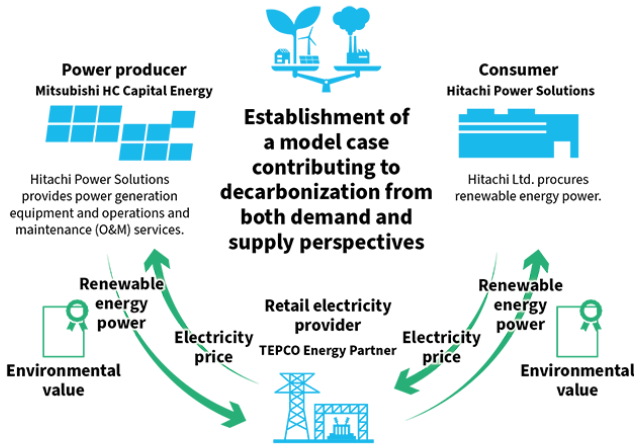 Power producer
Mitsubishi HC Capital Energy
Hitachi Power Solutions
provides power generation
equipment and operations and
maintenance (O&M) services.
Establishment of
a model case
contributing to
decarbonization from
both demand and
supply perspectives
Consumer
Hitachi Power Solutions
Hitachi Ltd. procures
renewable energy power.
Renewable
energy
power
Environmental
value
Electricity
price
Retail electricity
provider
TEPCO Energy Partner
Electricity
price
Renewable
energy
power
Environmental
value